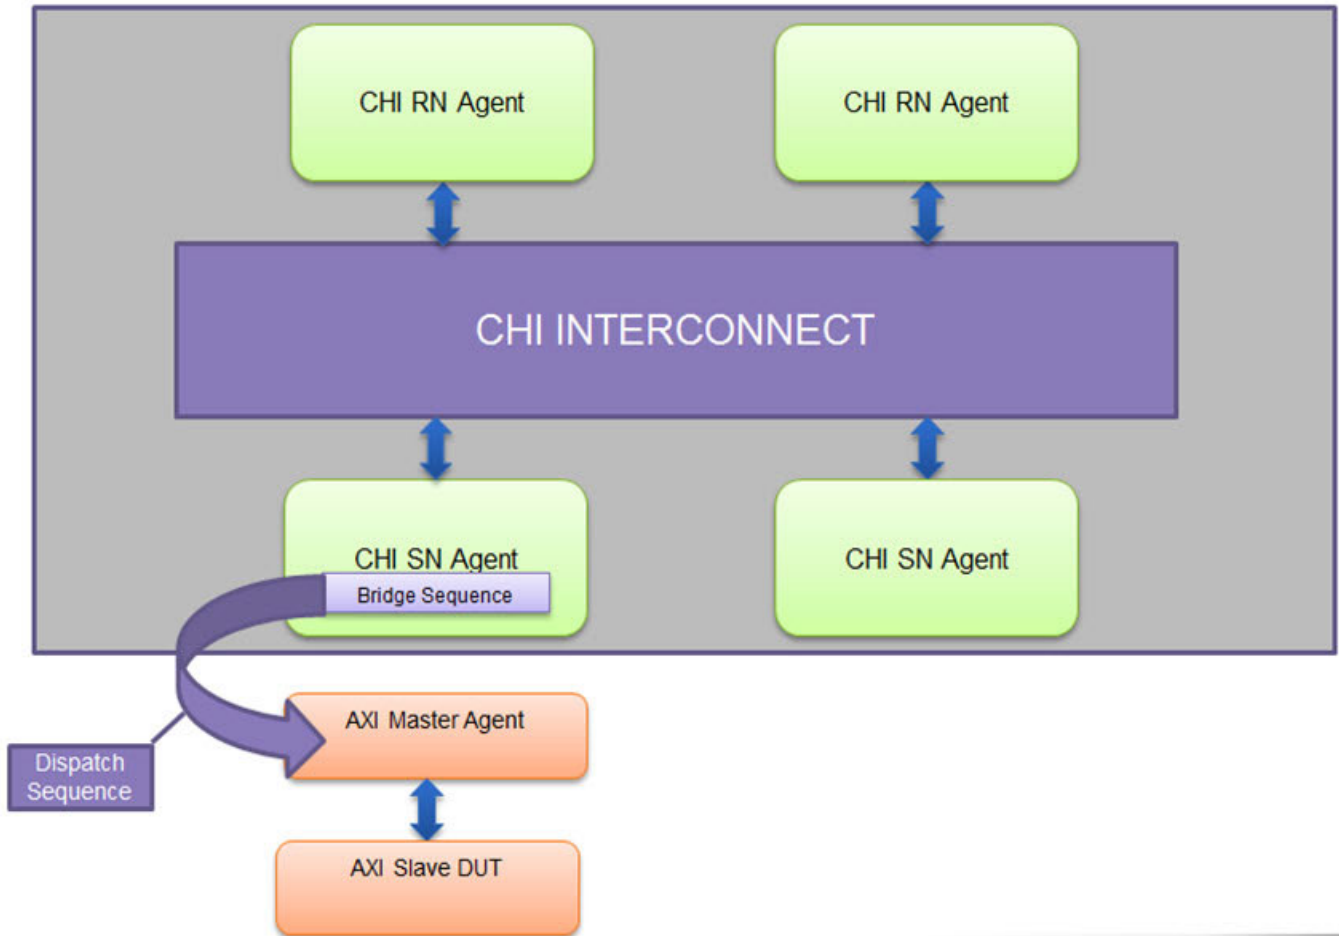 CHI RN Agent
CHI RN Agent
CHI INTERCONNECT
CHI SN Agent
Bridge Sequence
CHI SN Agent
AXI Master Agent
Dispatch
Sequence
AXI Slave DUT